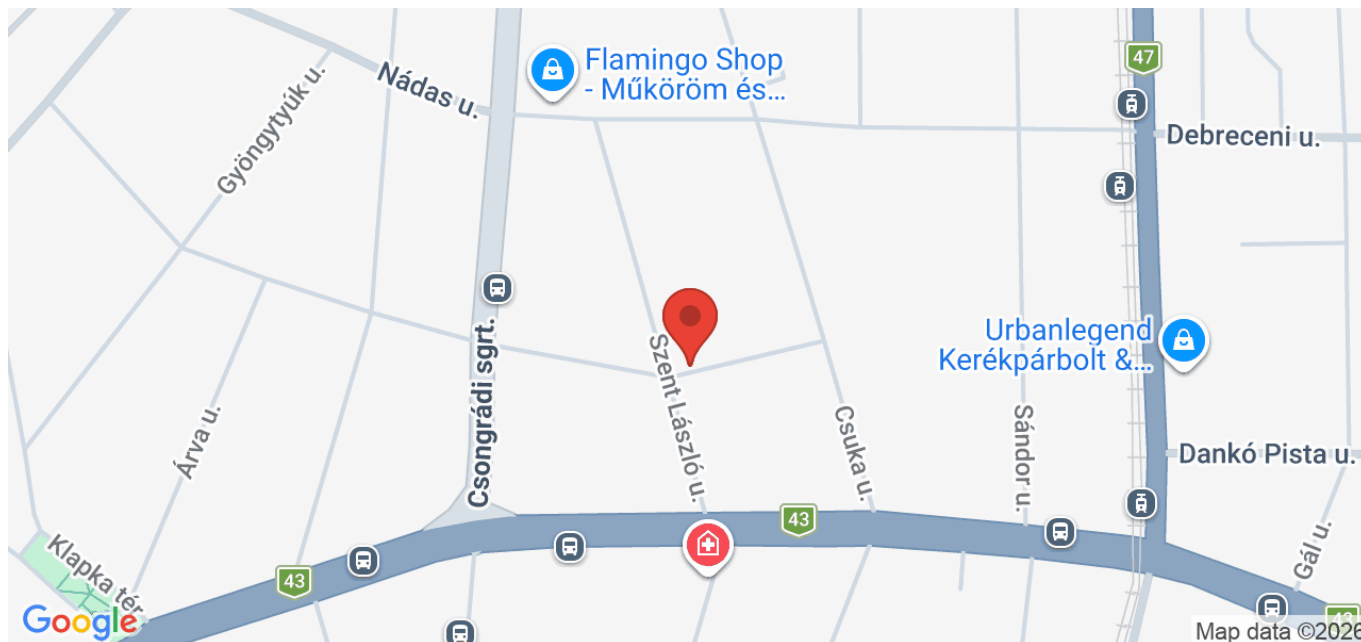 47
Flamingo Shop
- Műköröm és...
Nádas u.
Gyöngytyúk u.
Debreceni u.
Urbanlegend
Kerékpárbolt &...
Csongrádi sgrt.
Szent László u.
Árva u.
Csuka u.
Sándor u.
Dankó Pista u.
43
Gál u.
Klapka tér
43
43
Google
Map data ©2026